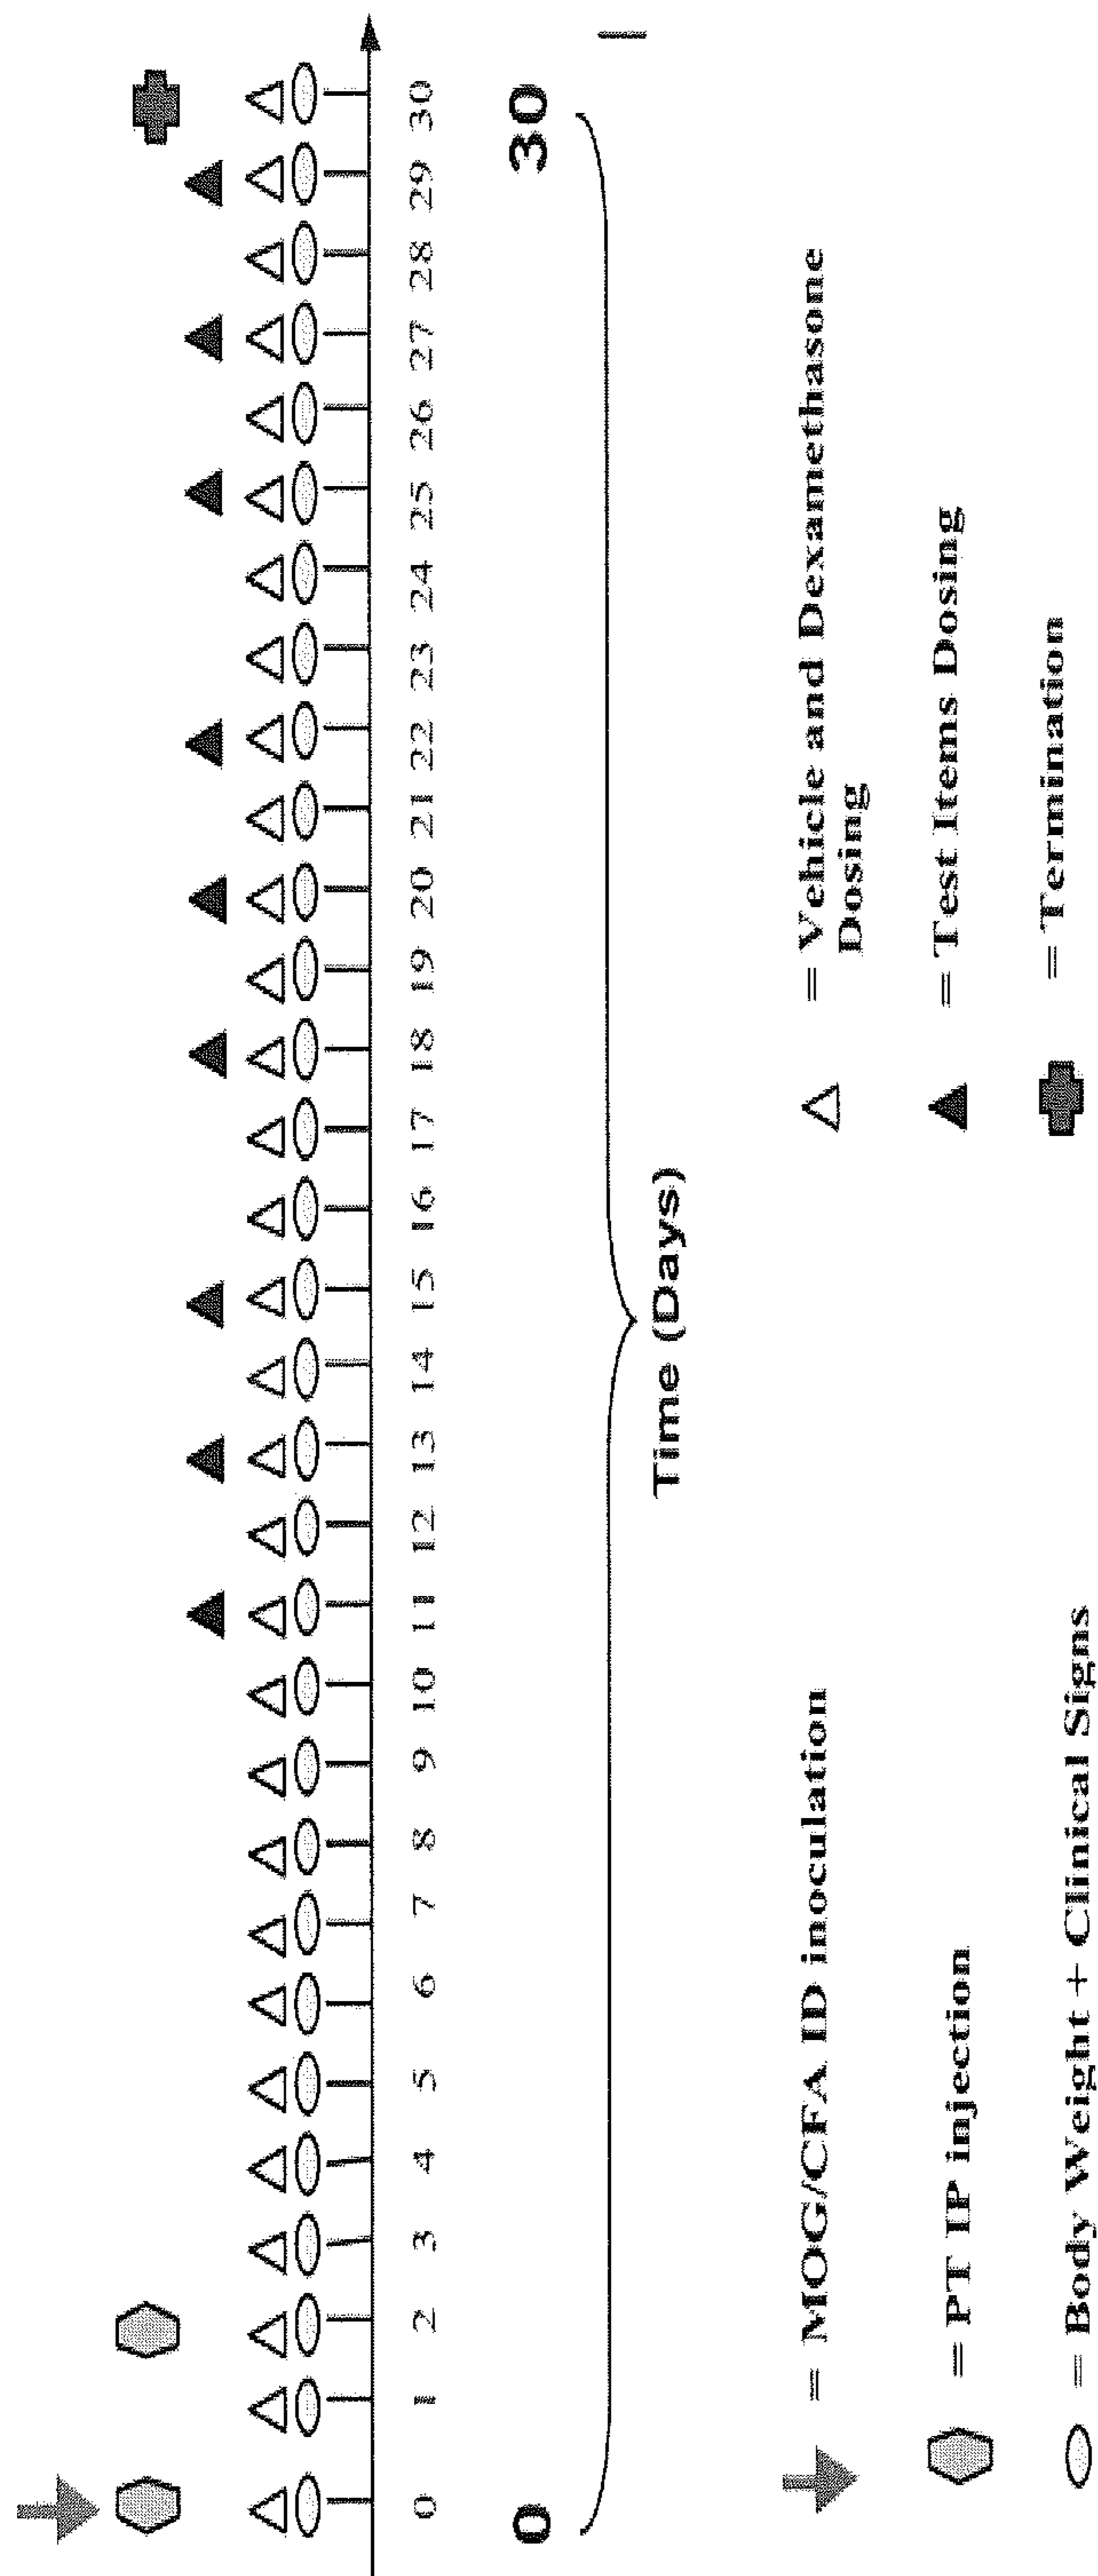 0 1 2 3 4 5 6 7 8 9 10 11 12 13 14 15 16 17 18 19 20 21 22 23 24 25 26 27 28 29 30
0 30
Time (Days)
= MOG/CFA ID inoculation
= PT IP injection
= Body Weight + Clinical Signs
= Vehicle and Dexamethasone
Dosing
= Test Items Dosing
= Termination